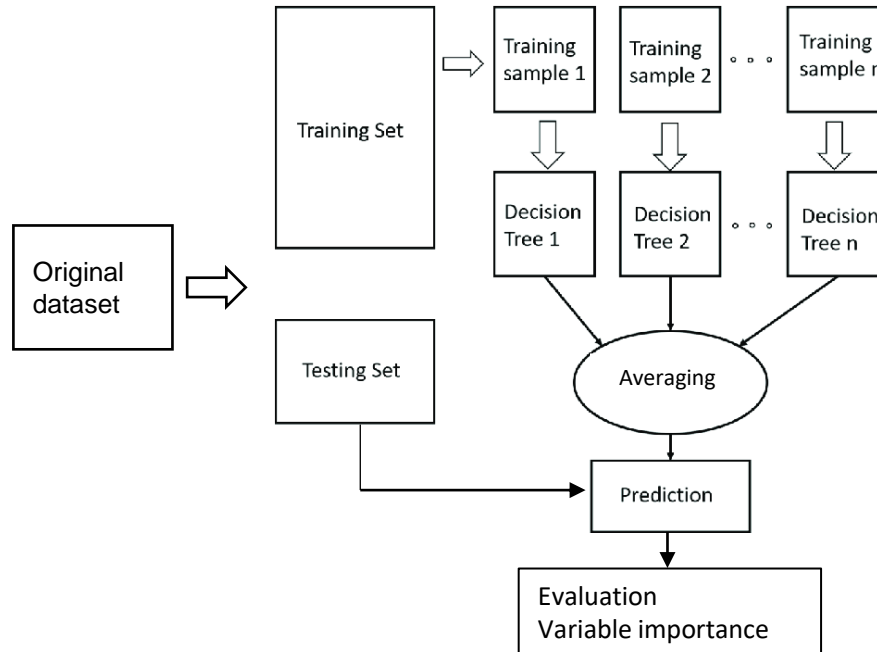 Training
sample 1
Training
sample 2
Training
sample n
Training Set
Decision
Tree 1
Decision
Tree 2
Decision
Tree n
Original
dataset
Testing Set
Averaging
Prediction
Evaluation
Variable importance